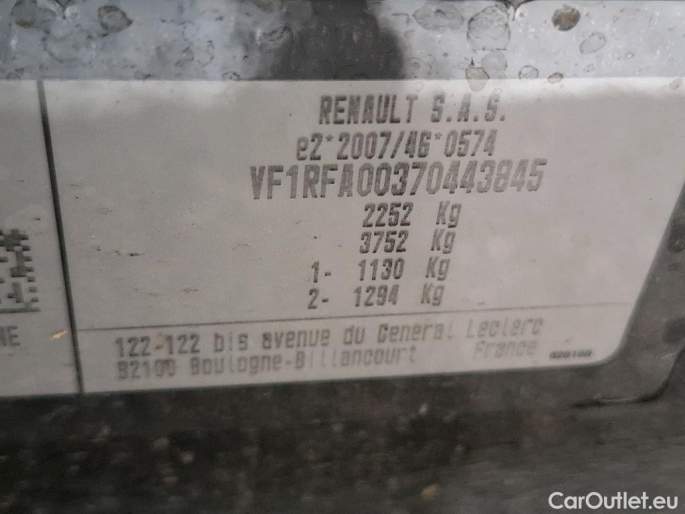 RENAULT S.A.S.
e2*2007/46*0574
VF1RFA00370443845
2252 Kg
3752 Kg
1- 1130 Kg
2- 1294 Kg
122-122 bis avenue du General Leclerc
92100 Boulogne-Billancourt France
CarOutlet.eu